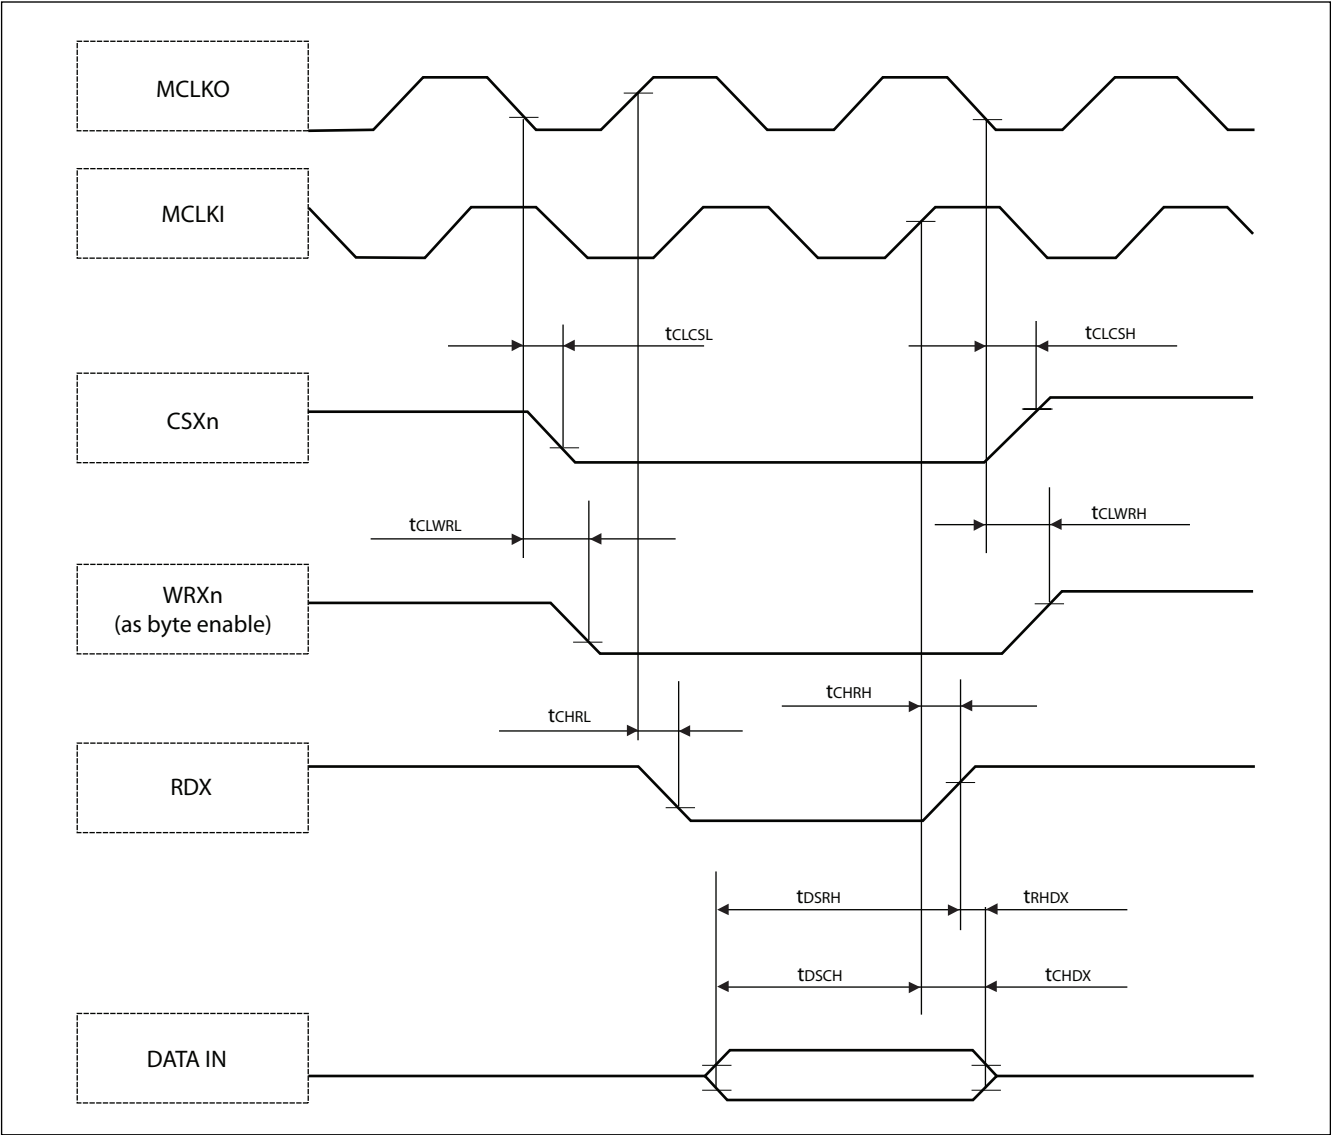 MCLKO
MCLKI
tCLCSL
tCLCSH
CSXn
tCLWRL
tCLWRH
WRXn
(as byte enable)
tCHRL
tCHRH
RDX
tDSRH
tRHDX
tDSCH
tCHDX
DATA IN